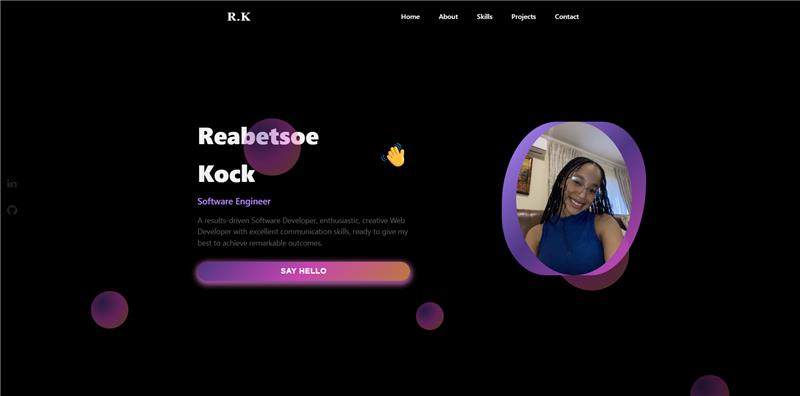 R.K
Home About Skills Projects Contact
Reabetsoe
Kock
Software Engineer
A results-driven Software Developer, enthusiastic, creative Web
Developer with excellent communication skills, ready to give my
best to achieve remarkable outcomes.
SAY HELLO
in